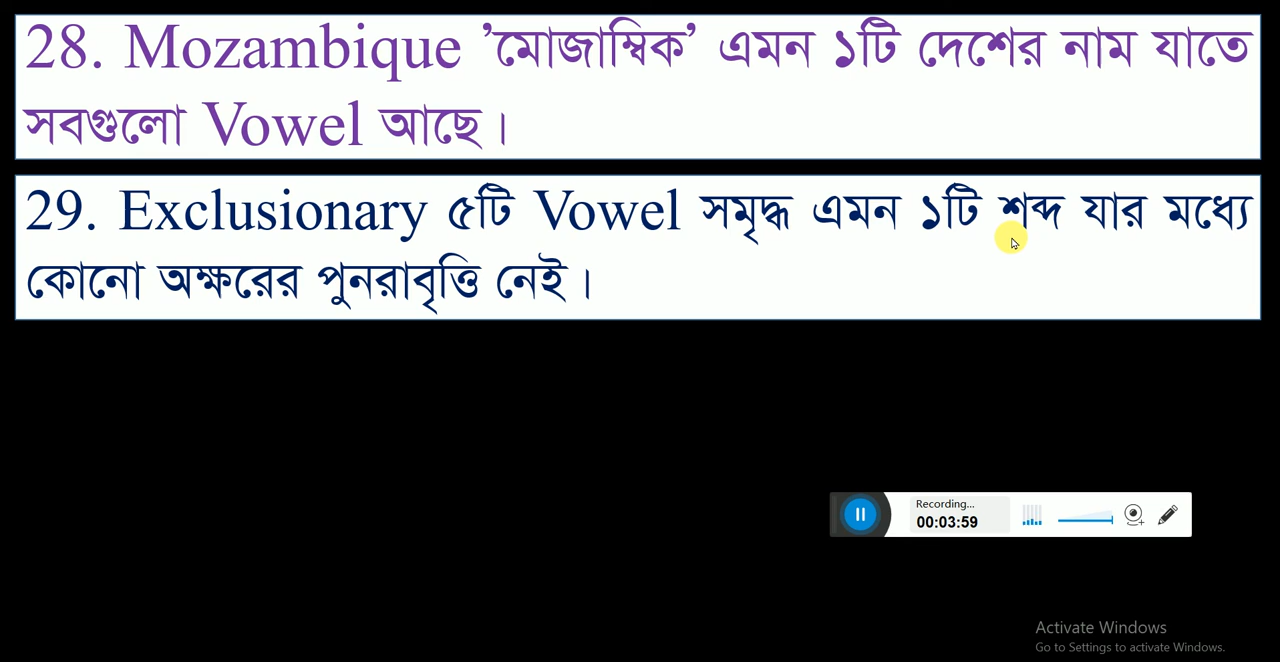 28. Mozambique ’মোজাম্বিক’ এমন ১টি দেশের নাম যাতে
সবগুলো Vowel আছে।
29. Exclusionary ৫টি Vowel সমৃদ্ধ এমন ১টি শব্দ যার মধ্যে
কোনো অক্ষরের পুনরাবৃত্তি নেই।
Recording...
00:03:59
Activate Windows
Go to Settings to activate Windows.